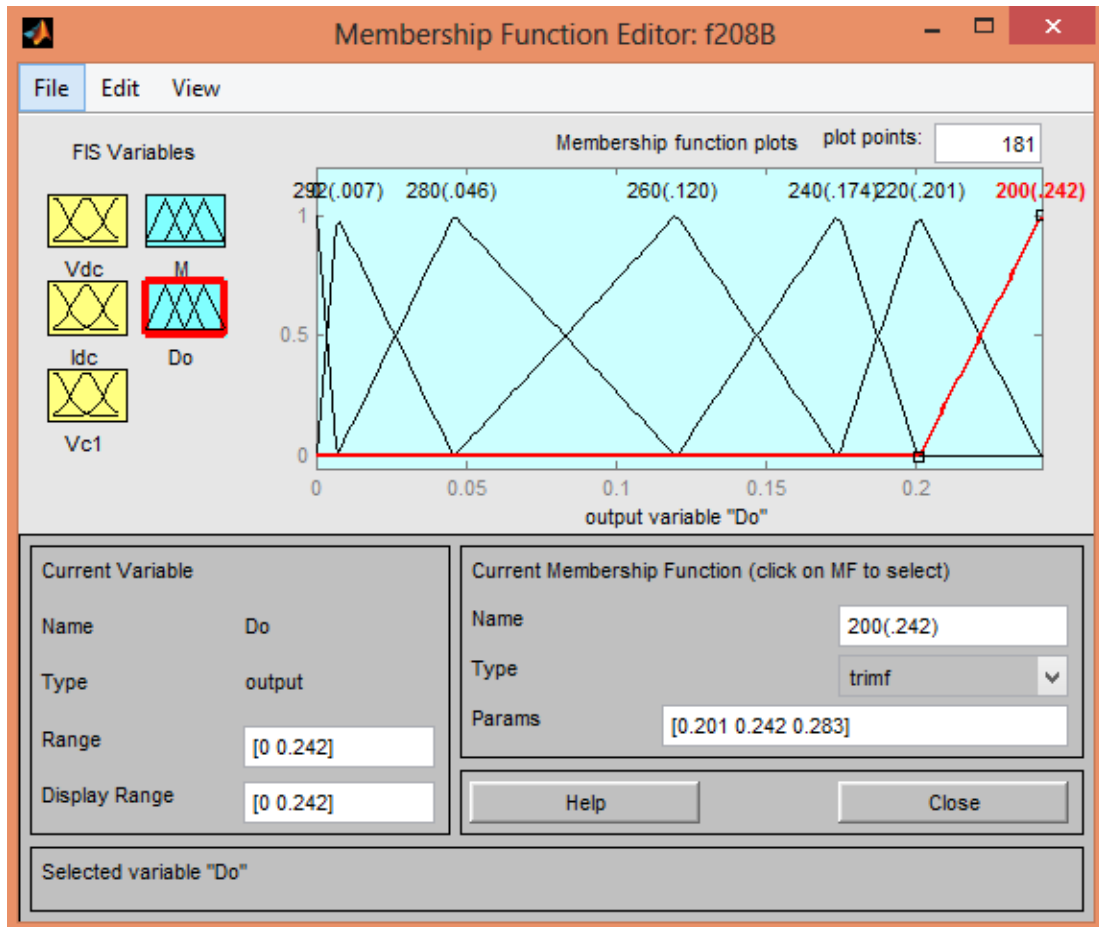 Membership Function Editor: f208B
File Edit View
FIS Variables
Membership function plots plot points: 181
292(.007) 280(.046) 260(.120) 240(.174) 220(.201) 200(.242)
1
0.5
0
0 0.05 0.1 0.15 0.2
output variable "Do"
Vdc M
Idc Do
Vc1
Current Variable
Name Do
Type output
Range [0 0.242]
Display Range [0 0.242]
Current Membership Function (click on MF to select)
Name 200(.242)
Type trimf
Params [0.201 0.242 0.283]
Help Close
Selected variable "Do"